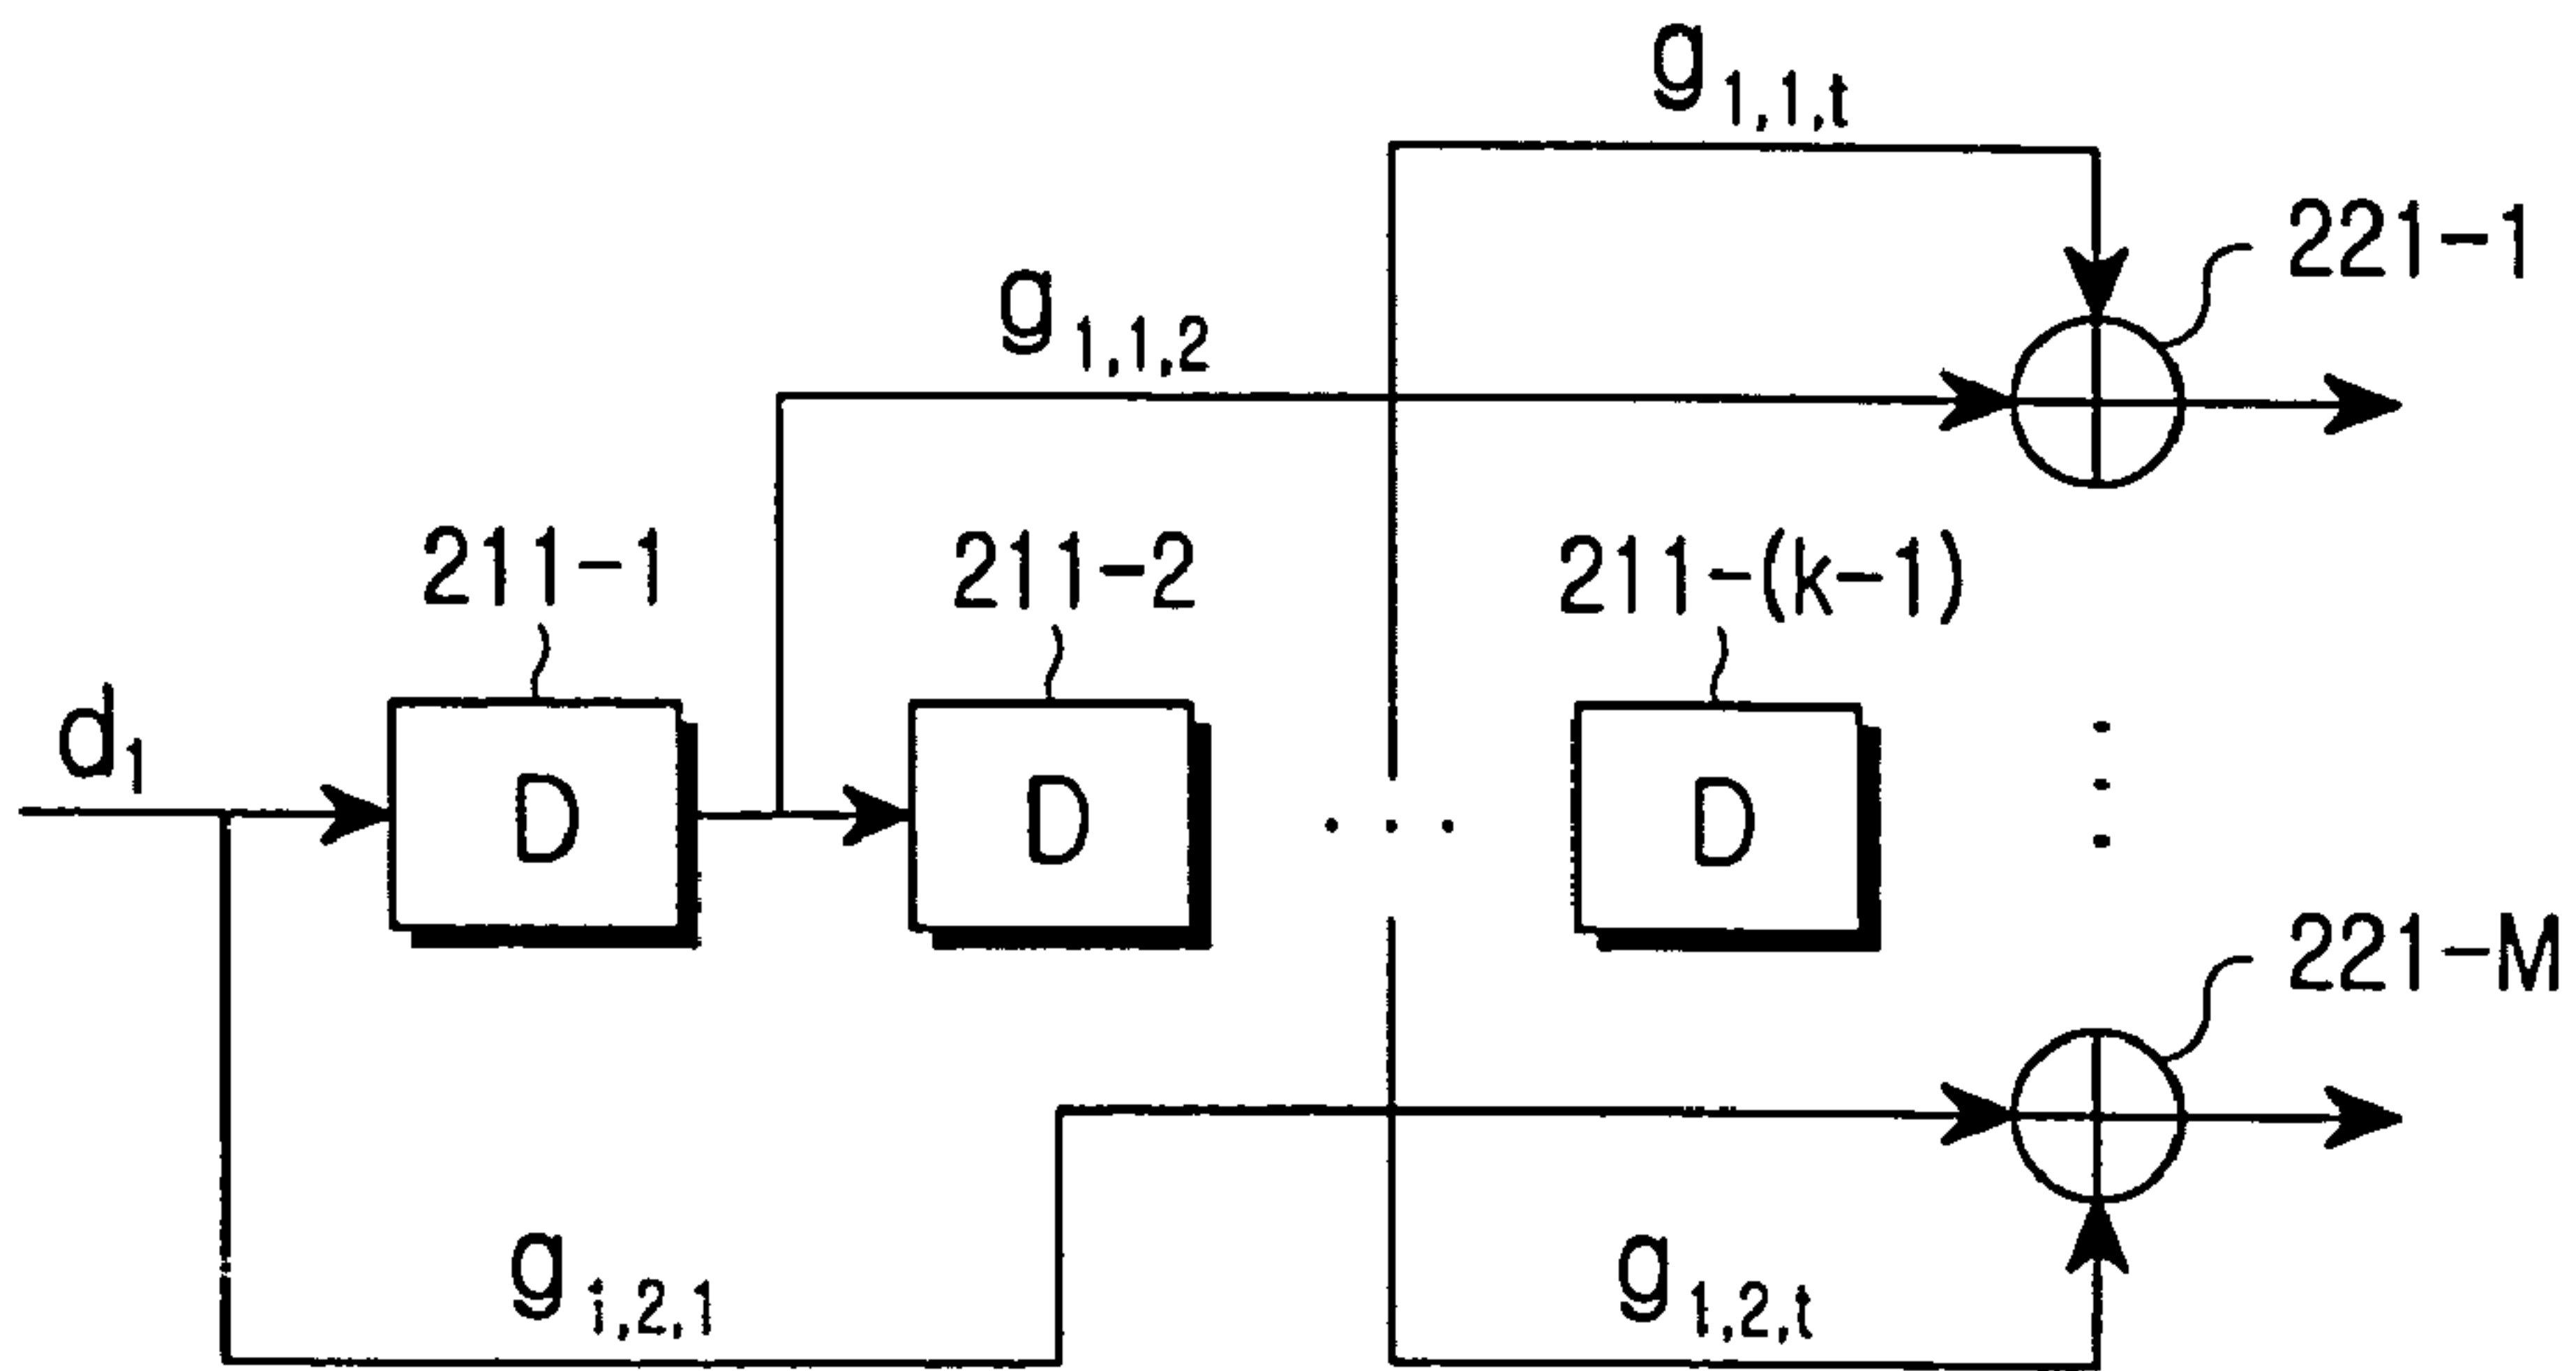 g1,1,t
221-1
g1,1,2
211-1
211-2
211-(k-1)
d1
D
D
. . .
D
221-M
g1,2,1
g1,2,t